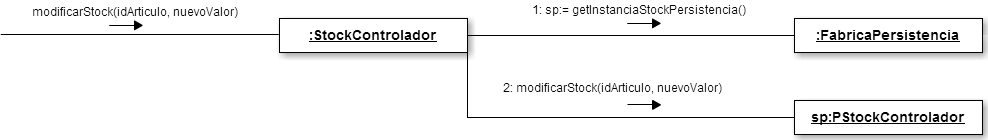 modificarStock(idArticulo, nuevoValor)
1: sp:= getInstanciaStockPersistencia()
:StockControlador
:FabricaPersistencia
2: modificarStock(idArticulo, nuevoValor)
sp:PStockControlador